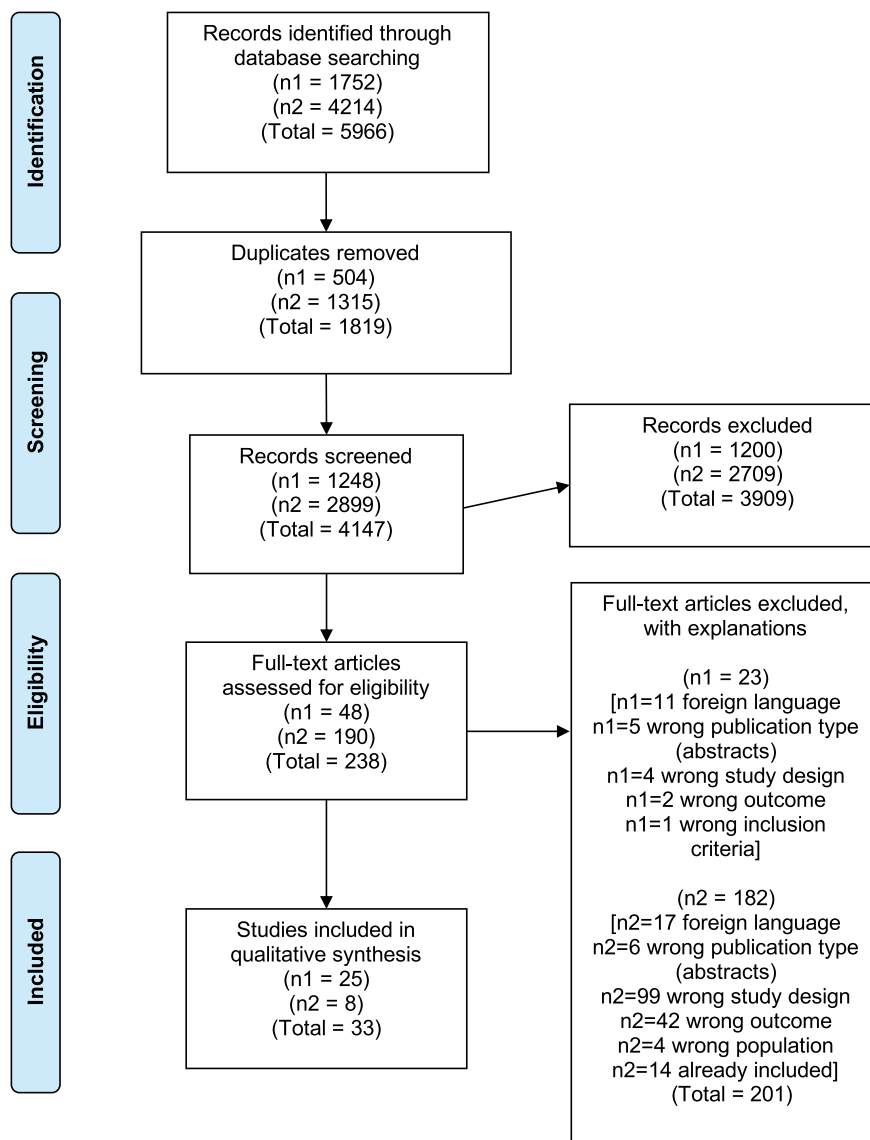 Identification
Records identified through
database searching
(n1 = 1752)
(n2 = 4214)
(Total = 5966)
Duplicates removed
(n1 = 504)
(n2 = 1315)
(Total = 1819)
Screening
Records screened
(n1 = 1248)
(n2 = 2899)
(Total = 4147)
Records excluded
(n1 = 1200)
(n2 = 2709)
(Total = 3909)
Eligibility
Full-text articles
assessed for eligibility
(n1 = 48)
(n2 = 190)
(Total = 238)
Full-text articles excluded,
with explanations
(n1 = 23)
[n1=11 foreign language
n1=5 wrong publication type
(abstracts)
n1=4 wrong study design
n1=2 wrong outcome
n1=1 wrong inclusion
criteria]
(n2 = 182)
[n2=17 foreign language
n2=6 wrong publication type
(abstracts)
n2=99 wrong study design
n2=42 wrong outcome
n2=4 wrong population
n2=14 already included]
(Total = 201)
Included
Studies included in
qualitative synthesis
(n1 = 25)
(n2 = 8)
(Total = 33)